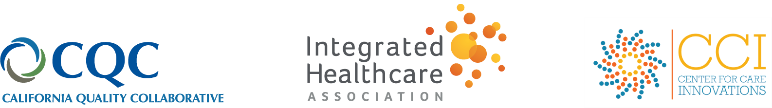 CQC
CALIFORNIA QUALITY COLLABORATIVE
Integrated
Healthcare
ASSOCIATION
CCI
CENTER FOR CARE
INNOVATIONS